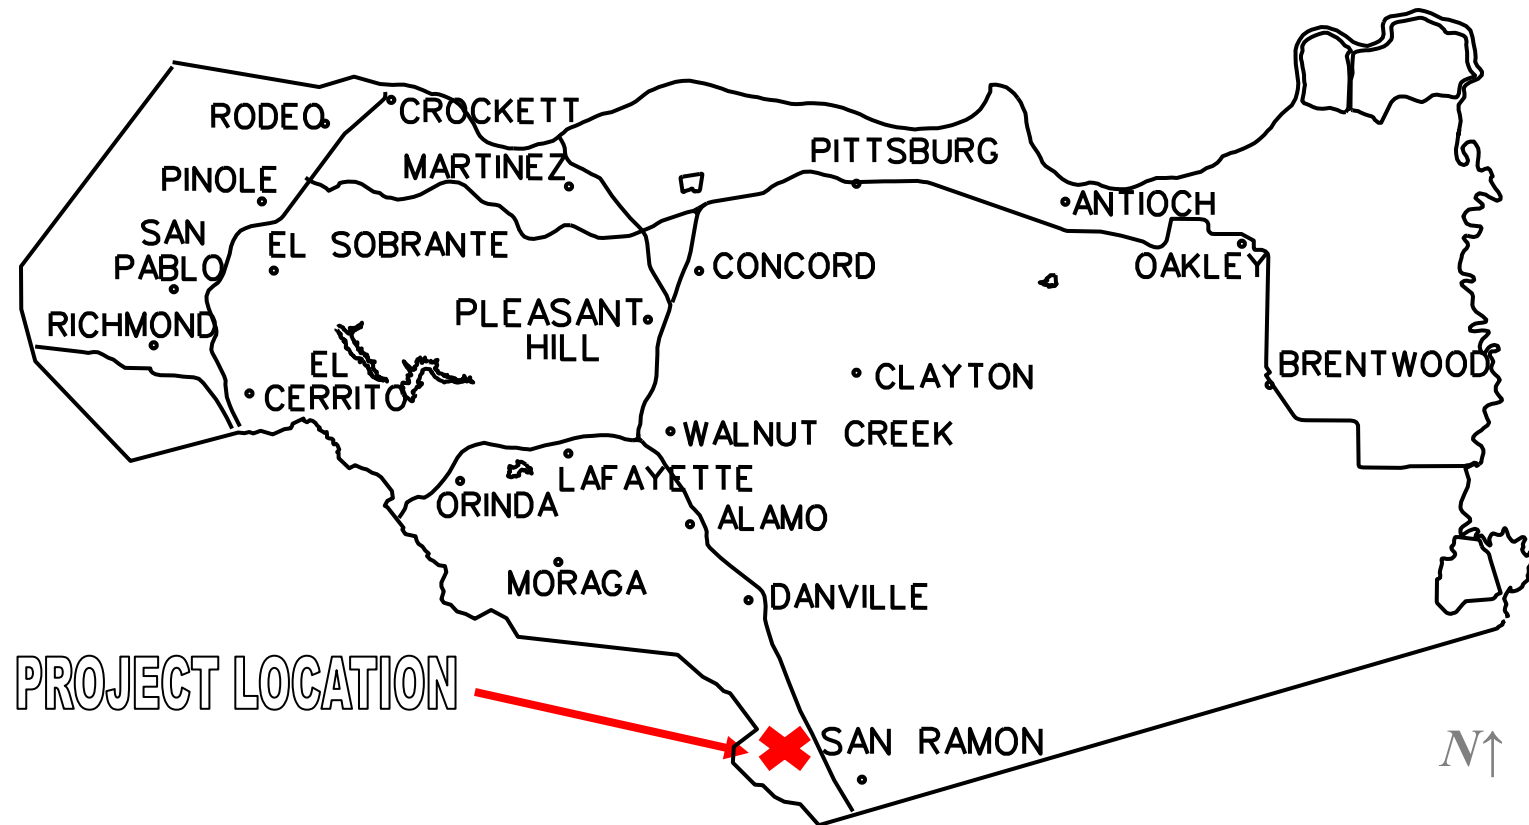 RODEO
CROCKETT
MARTINEZ
PITTSBURG
PINOLE
ANTIOCH
SAN
PABLO
EL SOBRANTE
CONCORD
OAKLEY
RICHMOND
PLEASANT
HILL
EL
CERRITO
CLAYTON
BRENTWOOD
WALNUT CREEK
LAFAYETTE
ORINDA
ALAMO
MORAGA
DANVILLE
PROJECT LOCATION
SAN RAMON
N↑